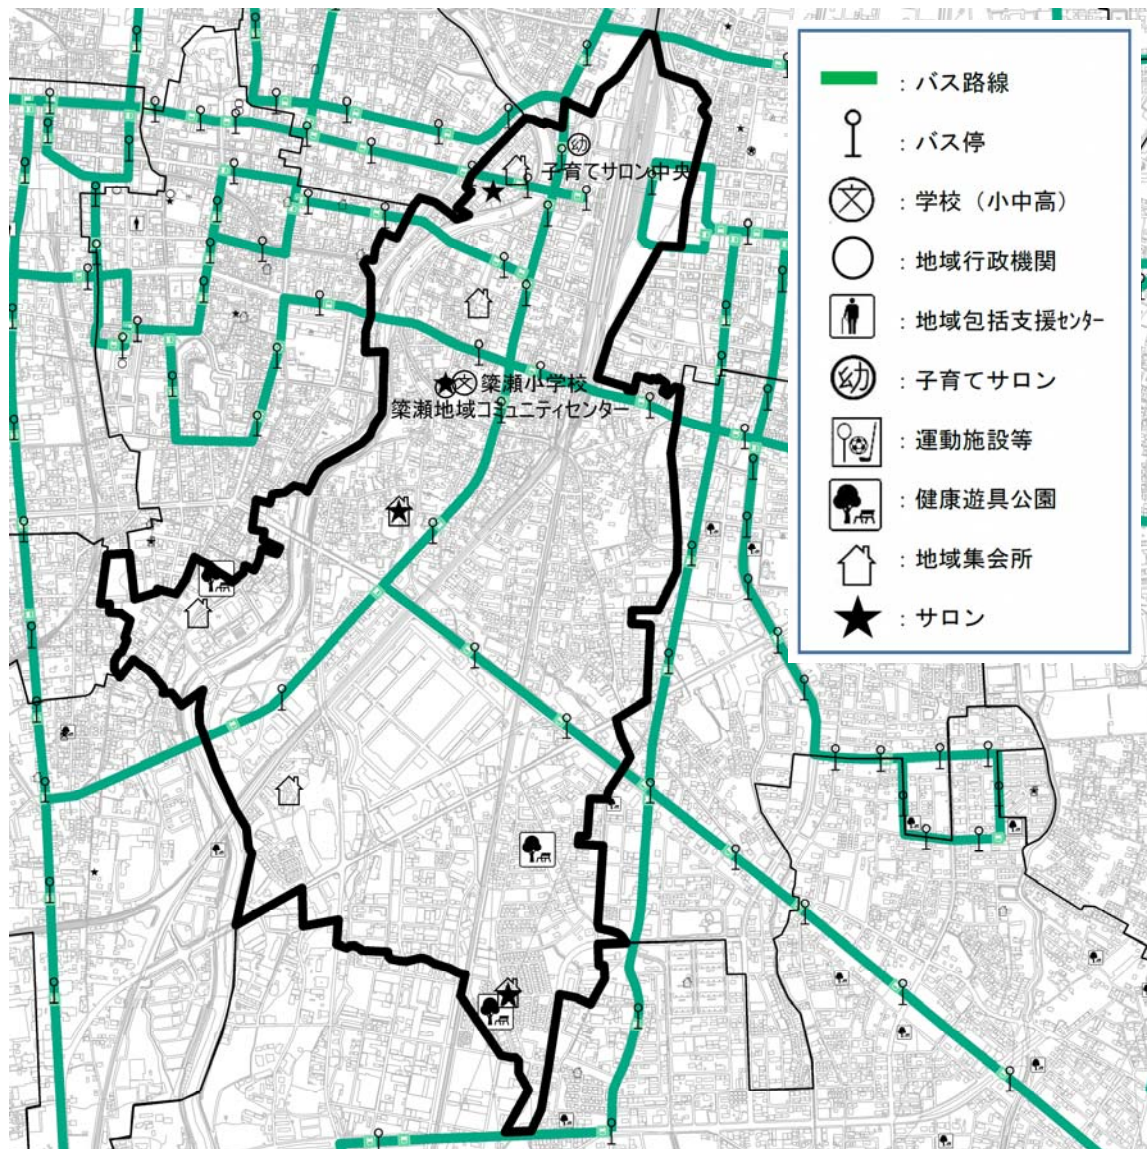 子育てサロン中央
簗瀬小学校
簗瀬地域コミュニティセンター
：バス路線
：バス停
文：学校（小中高）
：地域行政機関
：地域包括支援ｾﾝﾀｰ
幼：子育てサロン
：運動施設等
：健康遊具公園
：地域集会所
：サロン
幼
文